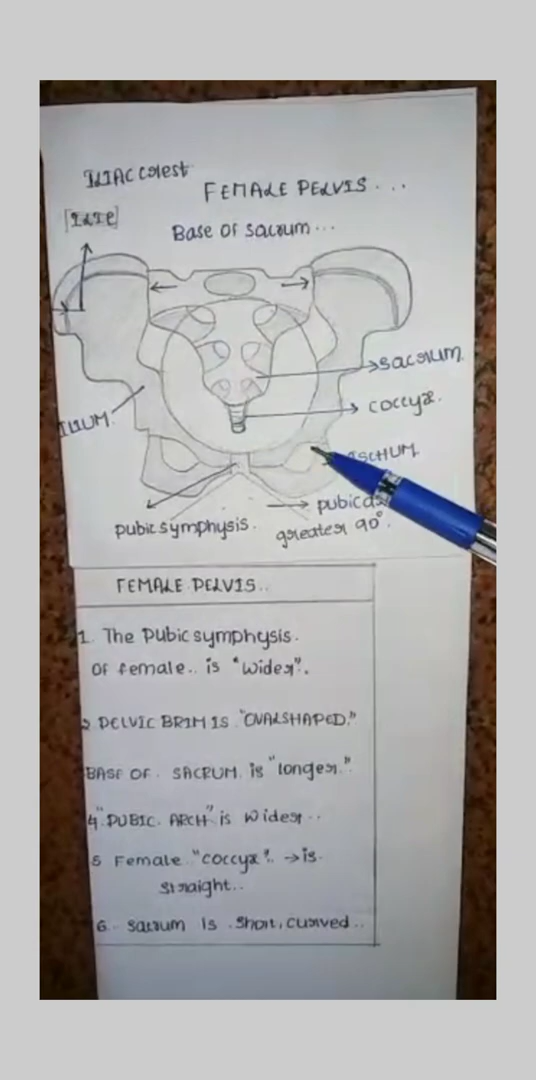 ILIAC crest
FEMALE PELVIS...
Base of sacrum...
sacrum
coccyx.
ILIUM
pubic symphysis.
pubic
greater 90°.
FEMALE PELVIS..
1. The Pubic symphysis.
of female.. is "wider".
2 PELVIC BRIM IS "OVALSHAPED."
BASE OF. SACRUM. is "longer."
4 "PUBIC. ARCH" is wider..
5 Female "coccyx". →is.
straight..
6. sacrum is short, curved..